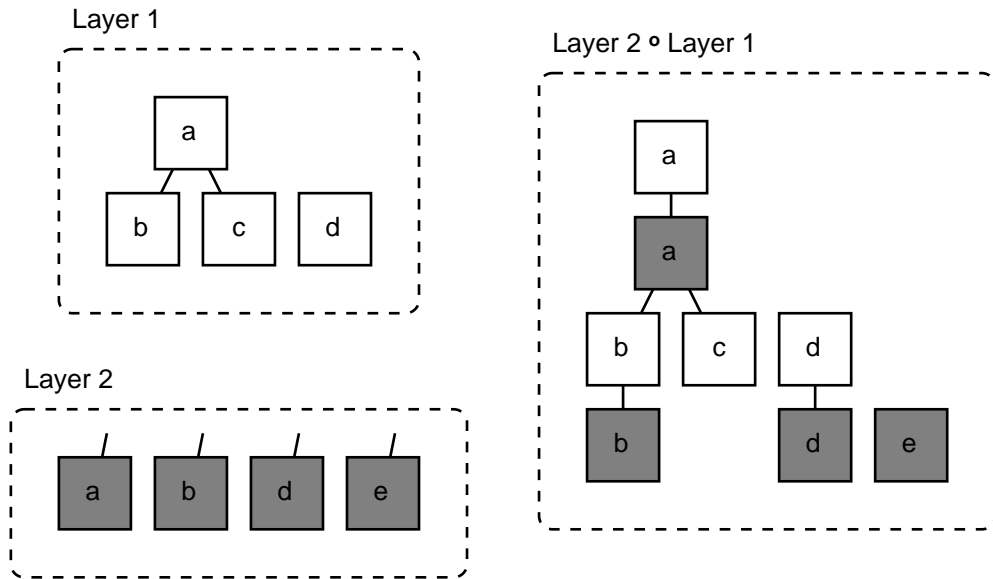 Layer 1
a
b c d
Layer 2
a b d e
Layer 2 o Layer 1
a
a
b c d
b d e